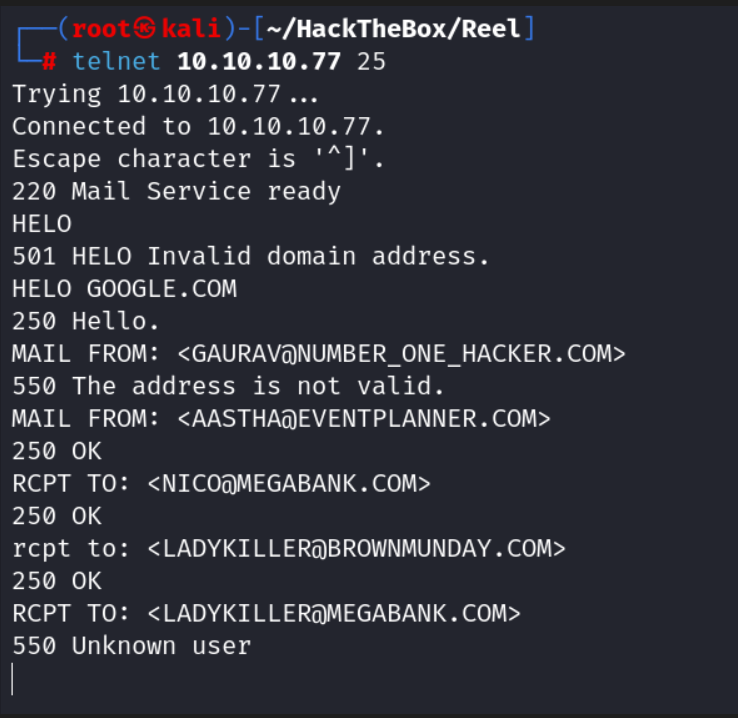 ┌──(root㉿kali)-[~/HackTheBox/Reel]
└─# telnet 10.10.10.77 25
Trying 10.10.10.77...
Connected to 10.10.10.77.
Escape character is '^]'.
220 Mail Service ready
HELO
501 HELO Invalid domain address.
HELO GOOGLE.COM
250 Hello.
MAIL FROM: <GAURAV@NUMBER_ONE_HACKER.COM>
550 The address is not valid.
MAIL FROM: <AASTHA@EVENTPLANNER.COM>
250 OK
RCPT TO: <NICO@MEGABANK.COM>
250 OK
rcpt to: <LADYKILLER@BROWNMUNDAY.COM>
250 OK
RCPT TO: <LADYKILLER@MEGABANK.COM>
550 Unknown user